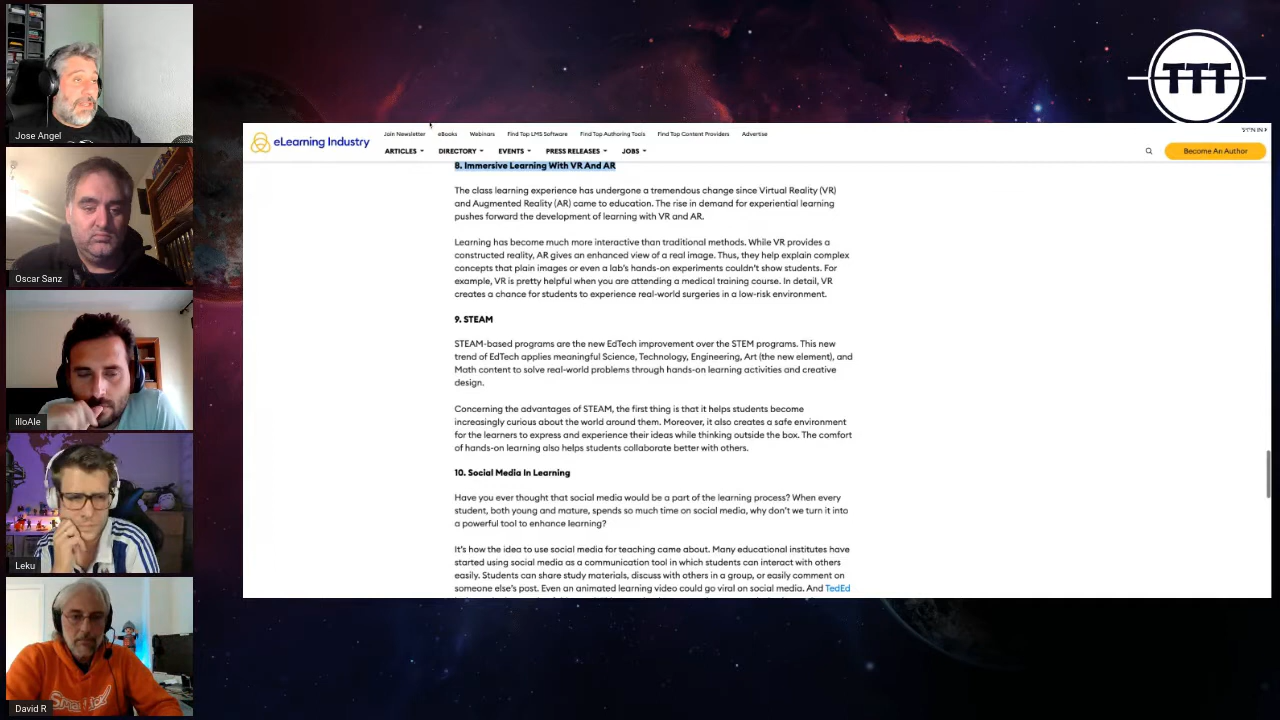 Jose Angel
Oscar Sanz
illoAle
Leku
David R
TTT
eLearning Industry
Join Newsletter eBooks Webinars Find Top LMS Software Find Top Authoring Tools Find Top Content Providers Advertise
ARTICLES DIRECTORY EVENTS PRESS RELEASES JOBS
Become An Author
8. Immersive Learning With VR And AR
The class learning experience has undergone a tremendous change since Virtual Reality (VR)
and Augmented Reality (AR) came to education. The rise in demand for experiential learning
pushes forward the development of learning with VR and AR.
Learning has become much more interactive than traditional methods. While VR provides a
constructed reality, AR gives an enhanced view of a real image. Thus, they help explain complex
concepts that plain images or even a lab's hands-on experiments couldn't show students. For
example, VR is pretty helpful when you are attending a medical training course. In detail, VR
creates a chance for students to experience real-world surgeries in a low-risk environment.
9. STEAM
STEAM-based programs are the new EdTech improvement over the STEM programs. This new
trend of EdTech applies meaningful Science, Technology, Engineering, Art (the new element), and
Math content to solve real-world problems through hands-on learning activities and creative
design.
Concerning the advantages of STEAM, the first thing is that it helps students become
increasingly curious about the world around them. Moreover, it also creates a safe environment
for the learners to express and experience their ideas while thinking outside the box. The comfort
of hands-on learning also helps students collaborate better with others.
10. Social Media In Learning
Have you ever thought that social media would be a part of the learning process? When every
student, both young and mature, spends so much time on social media, why don't we turn it into
a powerful tool to enhance learning?
It's how the idea to use social media for teaching came about. Many educational institutes have
started using social media as a communication tool in which students can interact with others
easily. Students can share study materials, discuss with others in a group, or easily comment on
someone else's post. Even an animated learning video could go viral on social media. And TedEd